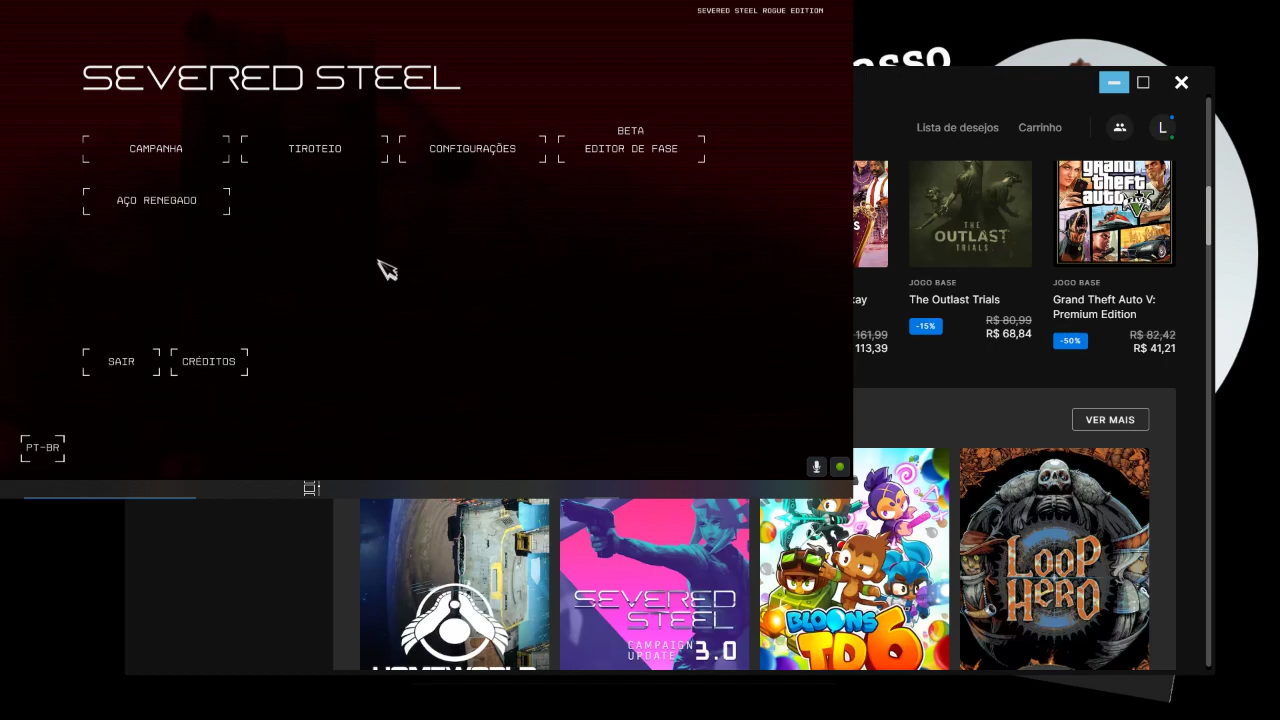 SEVERED STEEL ROGUE EDITION
SEVERED STEEL
CAMPANHA
TIROTEIO
CONFIGURAÇÕES
BETA
EDITOR DE FASE
AÇO RENEGADO
SAIR
CRÉDITOS
PT-BR
Lista de desejos
Carrinho
L
THE
OUTLAST
TRIALS
grand
theft
auto V
JOGO BASE
The Outlast Trials
-15%
R$ 80,99
R$ 68,84
JOGO BASE
Grand Theft Auto V:
Premium Edition
-50%
R$ 82,42
R$ 41,21
161,99
113,39
VER MAIS
SEVERED
STEEL
CAMPAIGN
UPDATE 3.0
BLOONS
TD6
LOOP
HERO